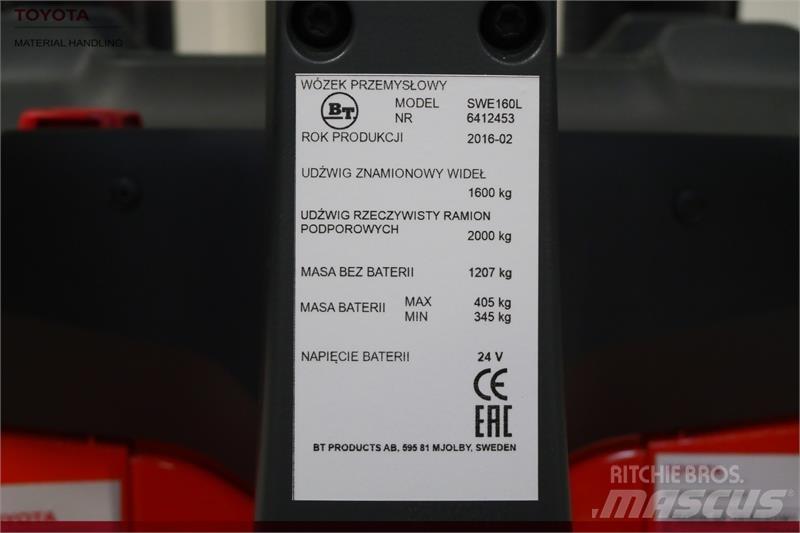 TOYOTA
MATERIAL HANDLING
WÓZEK PRZEMYSŁOWY
BT
MODEL SWE160L
NR 6412453
ROK PRODUKCJI 2016-02
UDŹWIG ZNAMIONOWY WIDEŁ
1600 kg
UDŹWIG RZECZYWISTY RAMION
PODPOROWYCH 2000 kg
MASA BEZ BATERII 1207 kg
MASA BATERII MAX 405 kg
MIN 345 kg
NAPIĘCIE BATERII 24 V
CE
EAC
BT PRODUCTS AB, 595 81 MJOLBY, SWEDEN
TOYOTA
RITCHIE BROS.
MASCUS